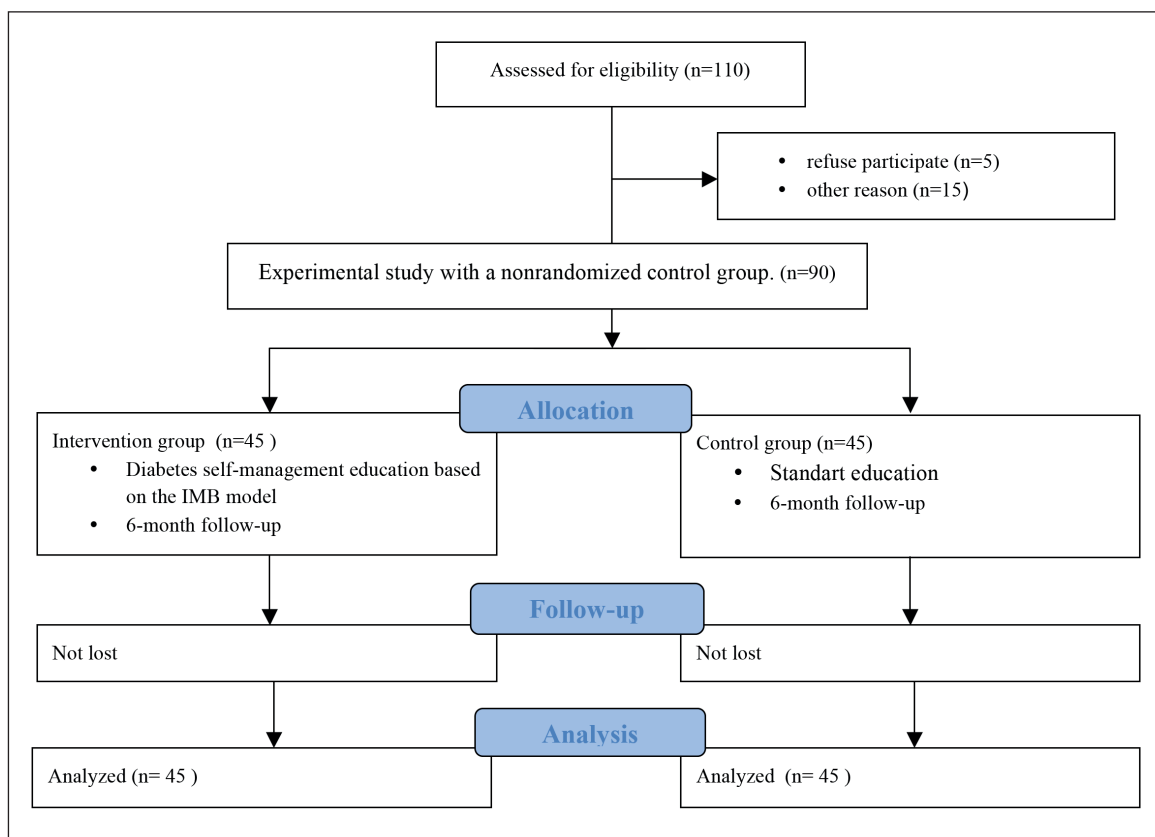 Assessed for eligibility (n=110)
• refuse participate (n=5)
• other reason (n=15)
Experimental study with a nonrandomized control group. (n=90)
Allocation
Intervention group (n=45 )
• Diabetes self-management education based
on the IMB model
• 6-month follow-up
Control group (n=45)
• Standart education
• 6-month follow-up
Follow-up
Not lost
Not lost
Analysis
Analyzed (n= 45 )
Analyzed (n= 45 )